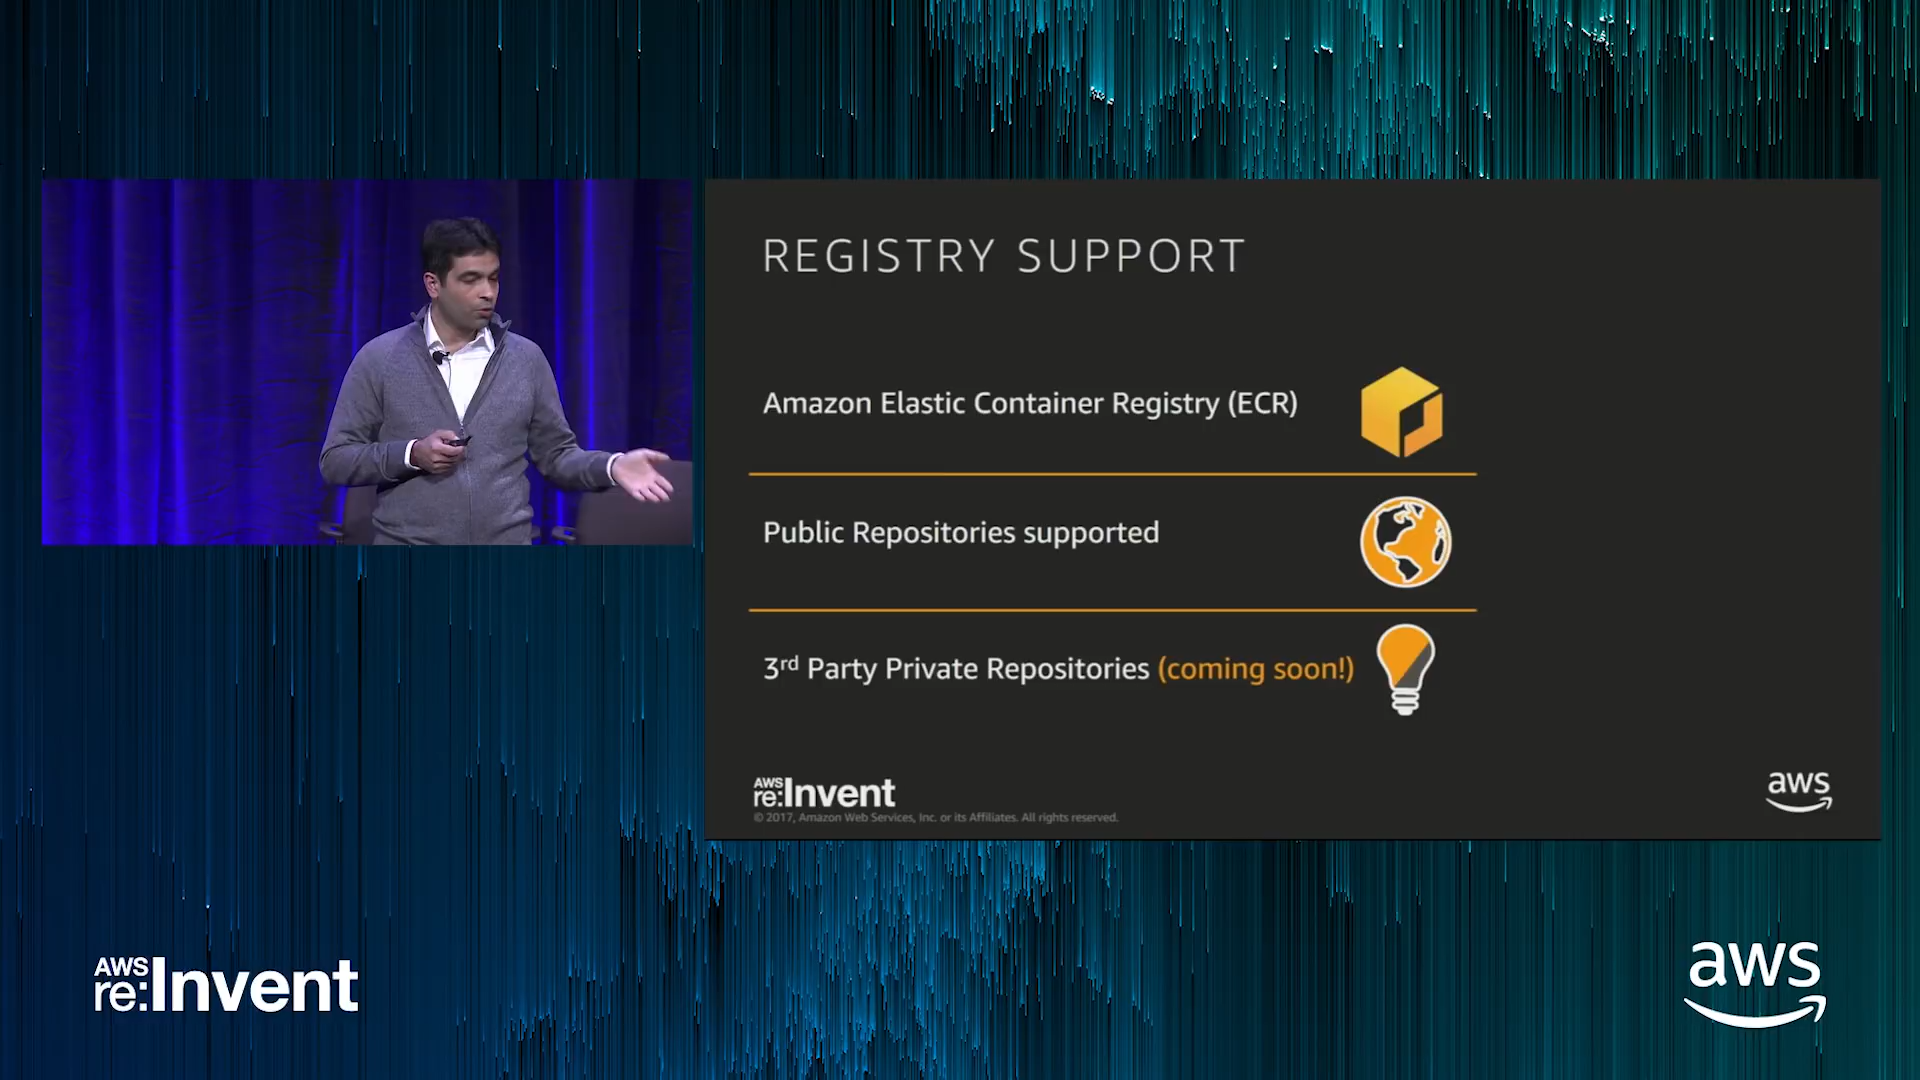 REGISTRY SUPPORT
Amazon Elastic Container Registry (ECR)
Public Repositories supported
3rd Party Private Repositories (coming soon!)
AWS
re:Invent
© 2017, Amazon Web Services, Inc. or its Affiliates. All rights reserved.
aws
AWS
re:Invent
aws